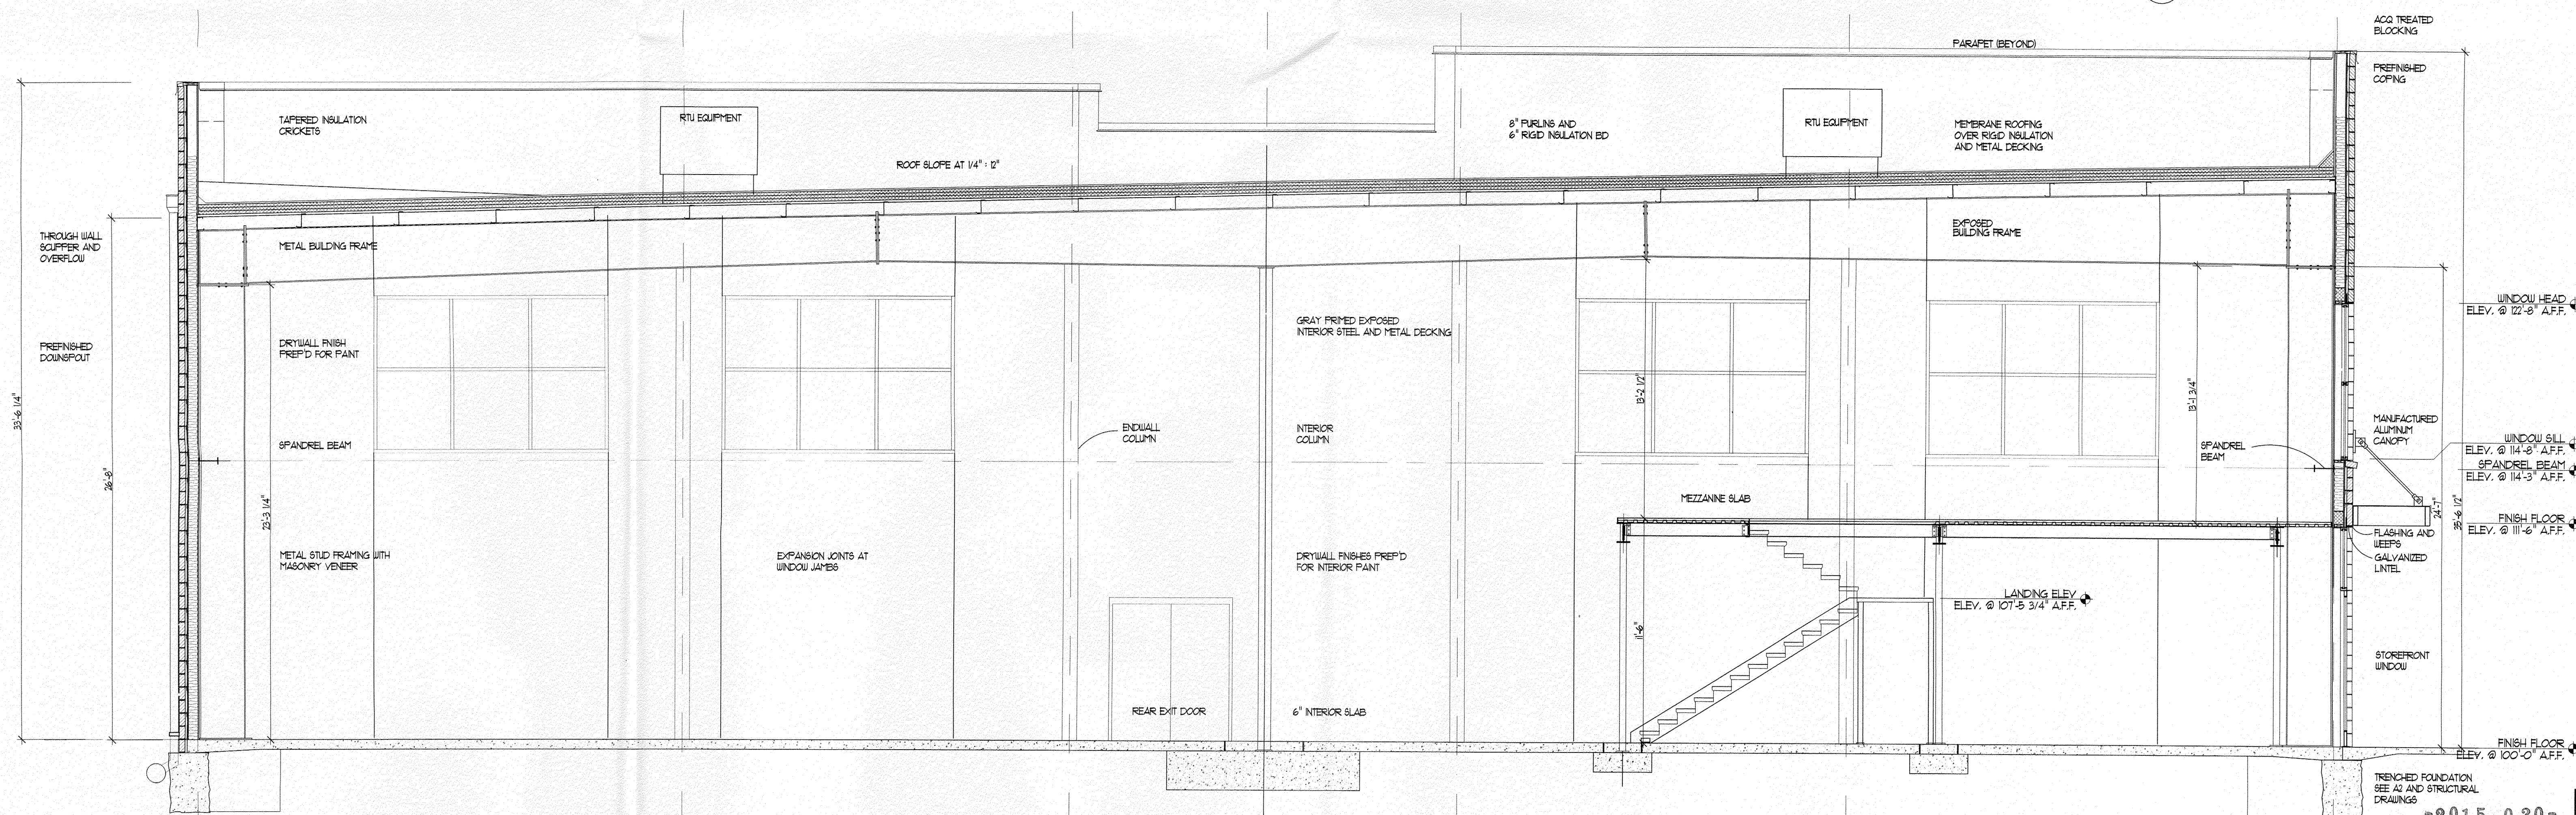 ACQ TREATED
BLOCKING
PARAPET (BEYOND)
PREFINISHED
COPING
TAPERED INSULATION
CRICKETS
RTU EQUIPMENT
8" PURLINS AND
6" RIGID INSULATION BD
RTU EQUIPMENT
MEMBRANE ROOFING
OVER RIGID INSULATION
AND METAL DECKING
ROOF SLOPE AT 1/4" : 12"
THROUGH WALL
SCUPPER AND
OVERFLOW
METAL BUILDING FRAME
EXPOSED
BUILDING FRAME
WINDOW HEAD
ELEV. @ 122'-8" A.F.F.
PREFINISHED
DOWNSPOUT
DRYWALL FNIISH
PREP'D FOR PAINT
GRAY PRIMED EXPOSED
INTERIOR STEEL AND METAL DECKING
33'-6 1/4"
26'-8"
23'-3 1/4"
13'-2 1/2"
13'-1 3/4"
ENDWALL
COLUMN
INTERIOR
COLUMN
MANUFACTURED
ALUMINUM
CANOPY
SPANDREL BEAM
SPANDREL
BEAM
WINDOW SILL
ELEV. @ 114'-8" A.F.F.
SPANDREL BEAM
ELEV. @ 114'-3" A.F.F.
MEZZANINE SLAB
24'-7"
35'-6 1/2"
FINISH FLOOR
ELEV. @ 111'-6" A.F.F.
FLASHING AND
WEEPS
GALVANIZED
LINTEL
METAL STUD FRAMING WITH
MASONRY VENEER
EXPANSION JOINTS AT
WINDOW JAMBS
DRYWALL FINISHES PREP'D
FOR INTERIOR PAINT
LANDING ELEV
ELEV. @ 107'-5 3/4" A.F.F.
11'-6"
STOREFRONT
WINDOW
REAR EXIT DOOR
6" INTERIOR SLAB
FINISH FLOOR
ELEV. @ 100'-0" A.F.F.
TRENCHED FOUNDATION
SEE A2 AND STRUCTURAL
DRAWINGS